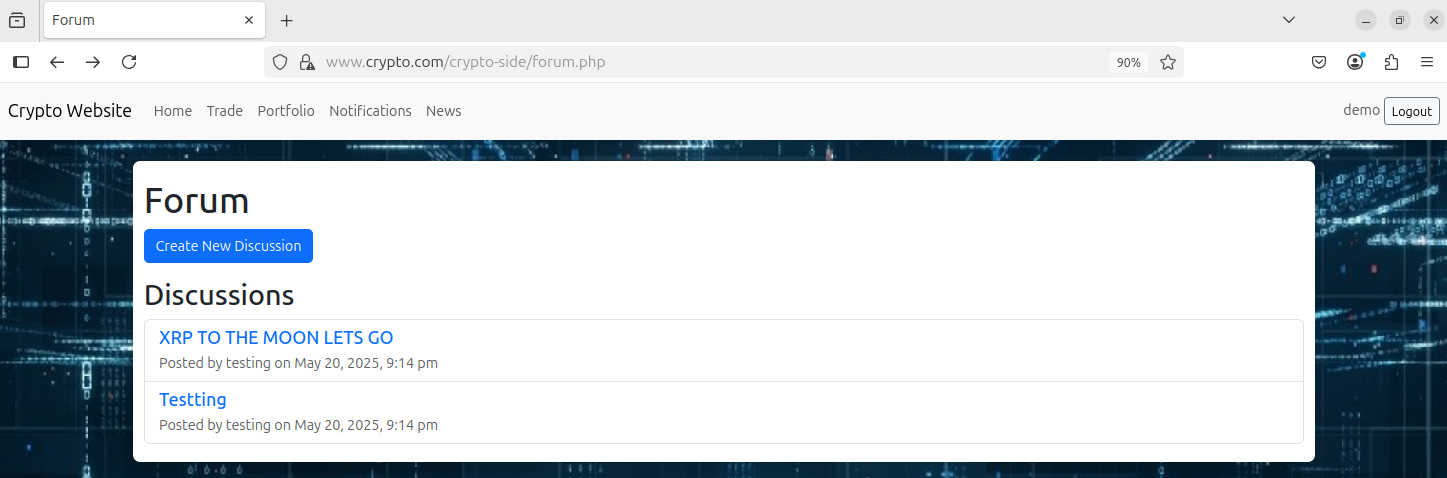 Forum
www.crypto.com/crypto-side/forum.php 90%
Crypto Website Home Trade Portfolio Notifications News demo Logout
Forum
Create New Discussion
Discussions
XRP TO THE MOON LETS GO
Posted by testing on May 20, 2025, 9:14 pm
Testting
Posted by testing on May 20, 2025, 9:14 pm